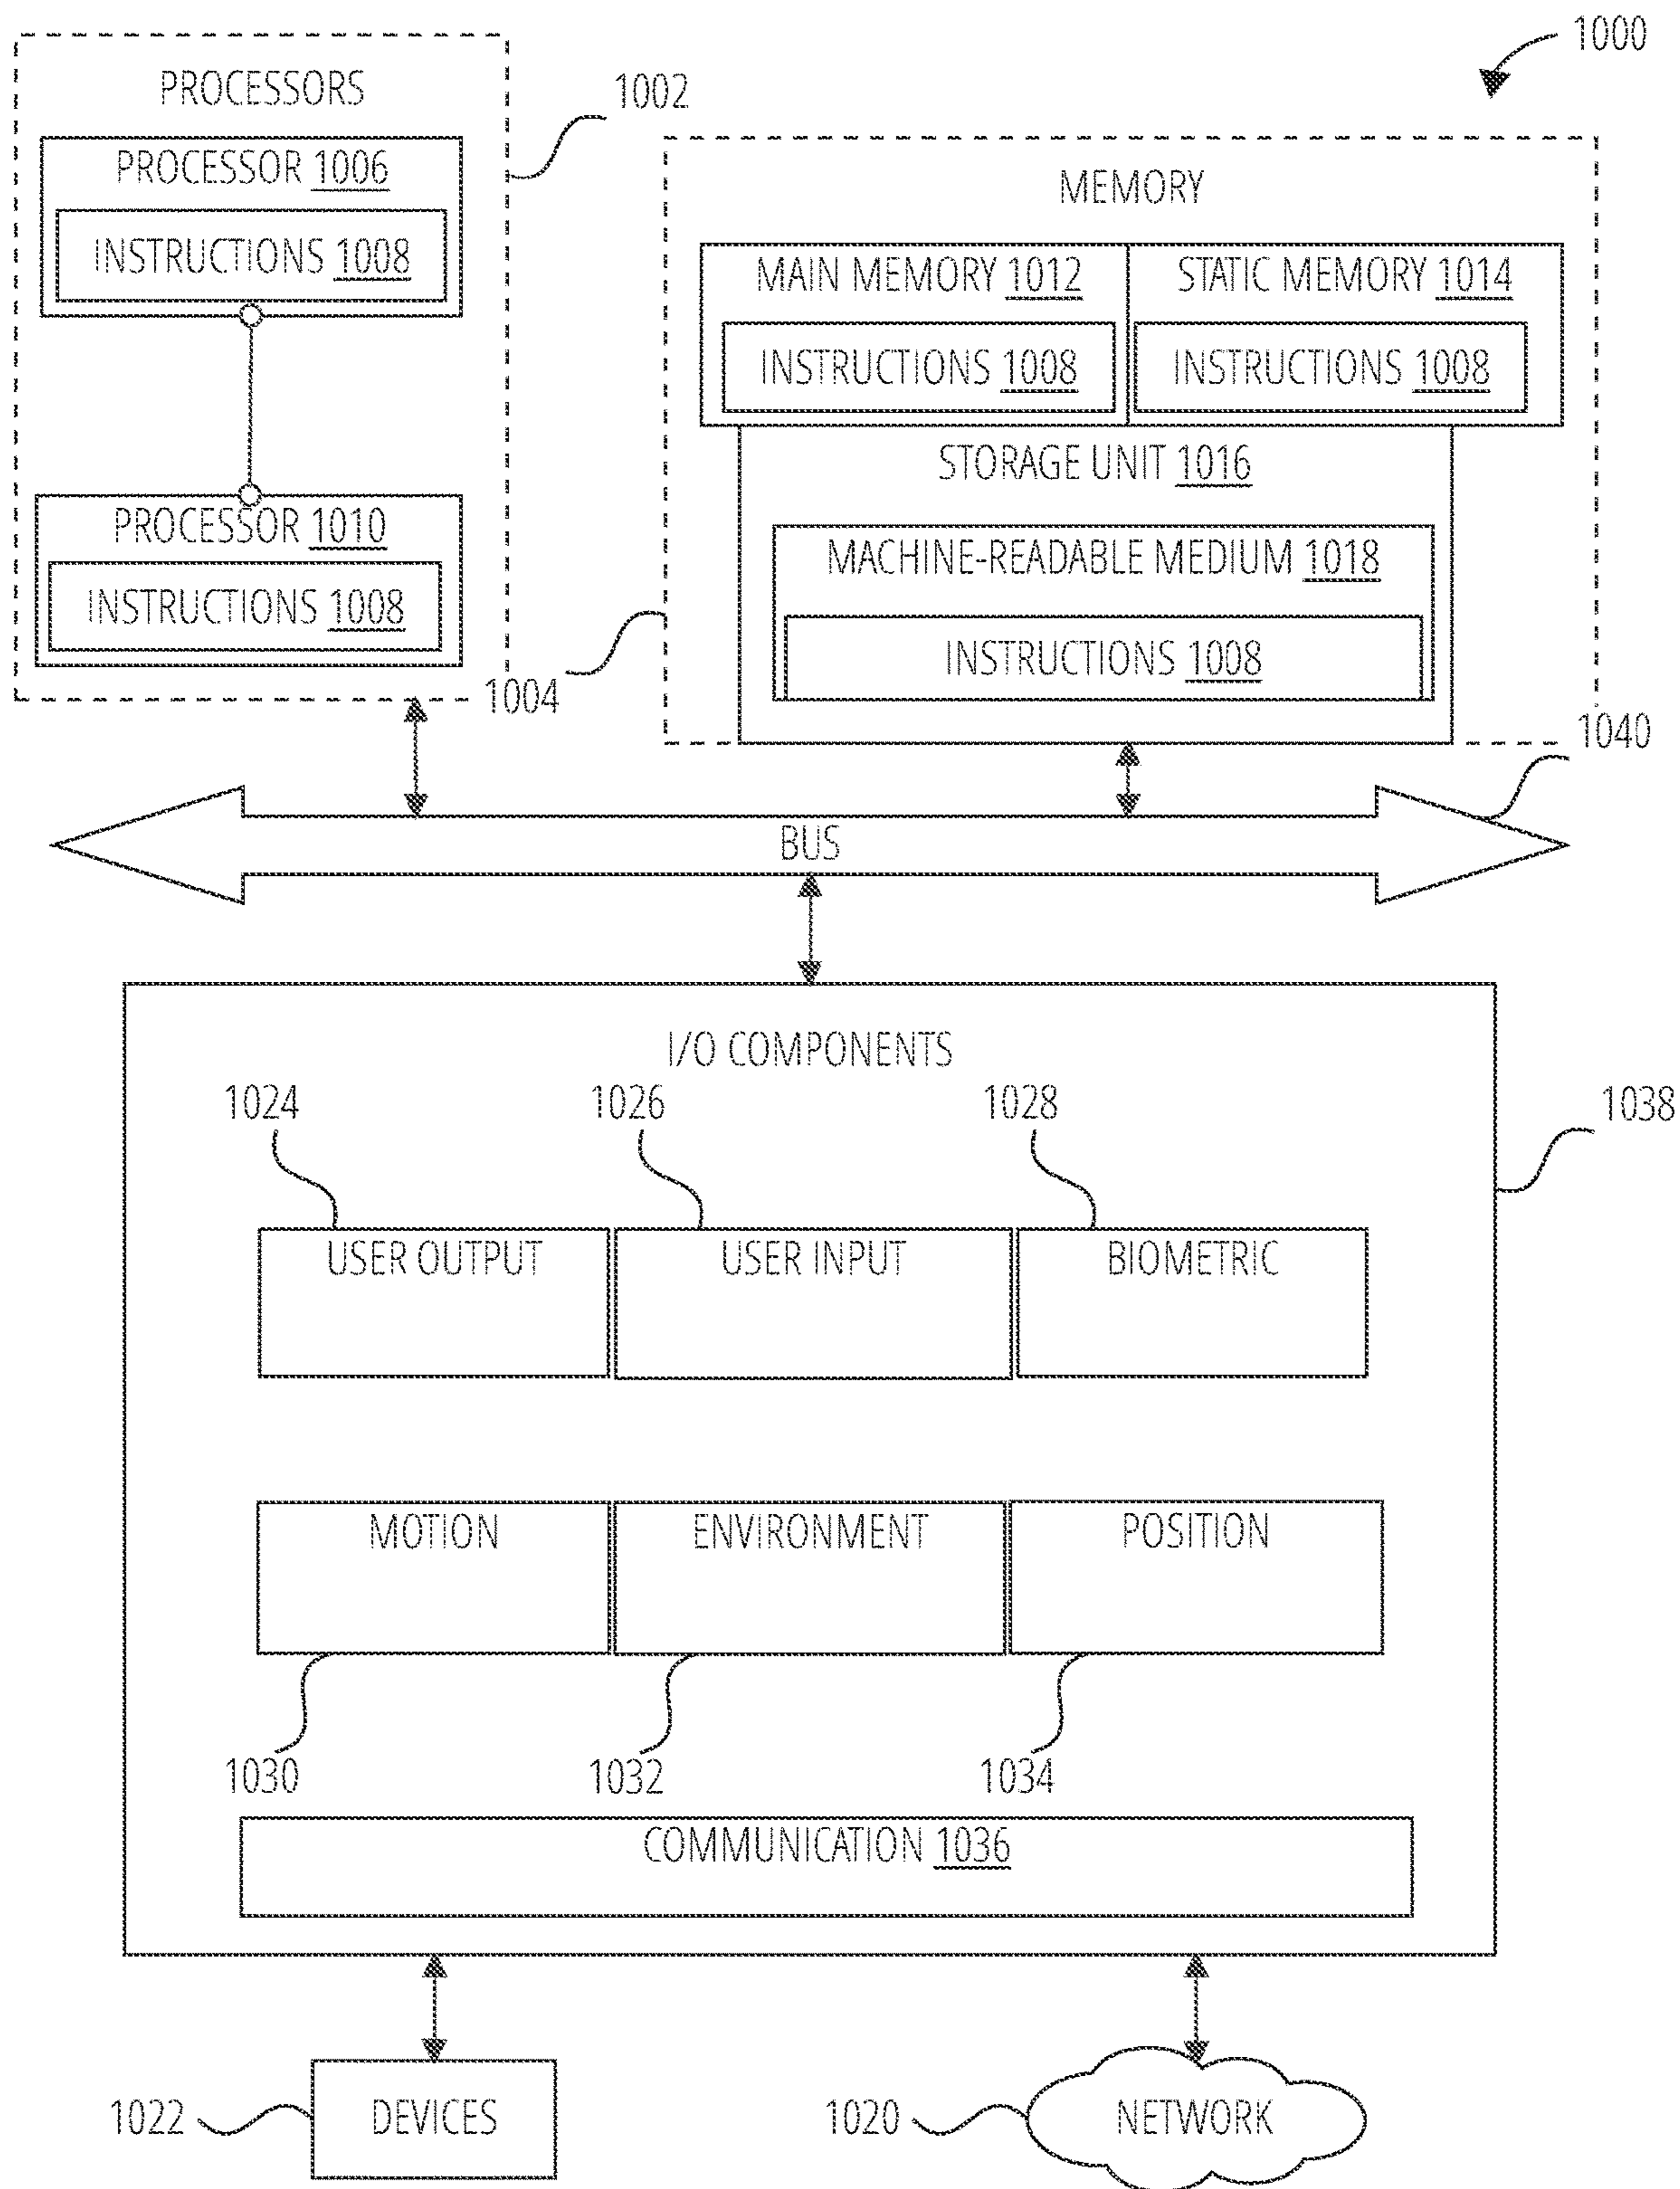 1000
PROCESSORS
1002
PROCESSOR 1006
INSTRUCTIONS 1008
PROCESSOR 1010
INSTRUCTIONS 1008
MEMORY
MAIN MEMORY 1012
STATIC MEMORY 1014
INSTRUCTIONS 1008
INSTRUCTIONS 1008
STORAGE UNIT 1016
MACHINE-READABLE MEDIUM 1018
INSTRUCTIONS 1008
1004
1040
BUS
I/O COMPONENTS
1038
1024
1026
1028
USER OUTPUT
USER INPUT
BIOMETRIC
MOTION
ENVIRONMENT
POSITION
1030
1032
1034
COMMUNICATION 1036
1022
DEVICES
1020
NETWORK